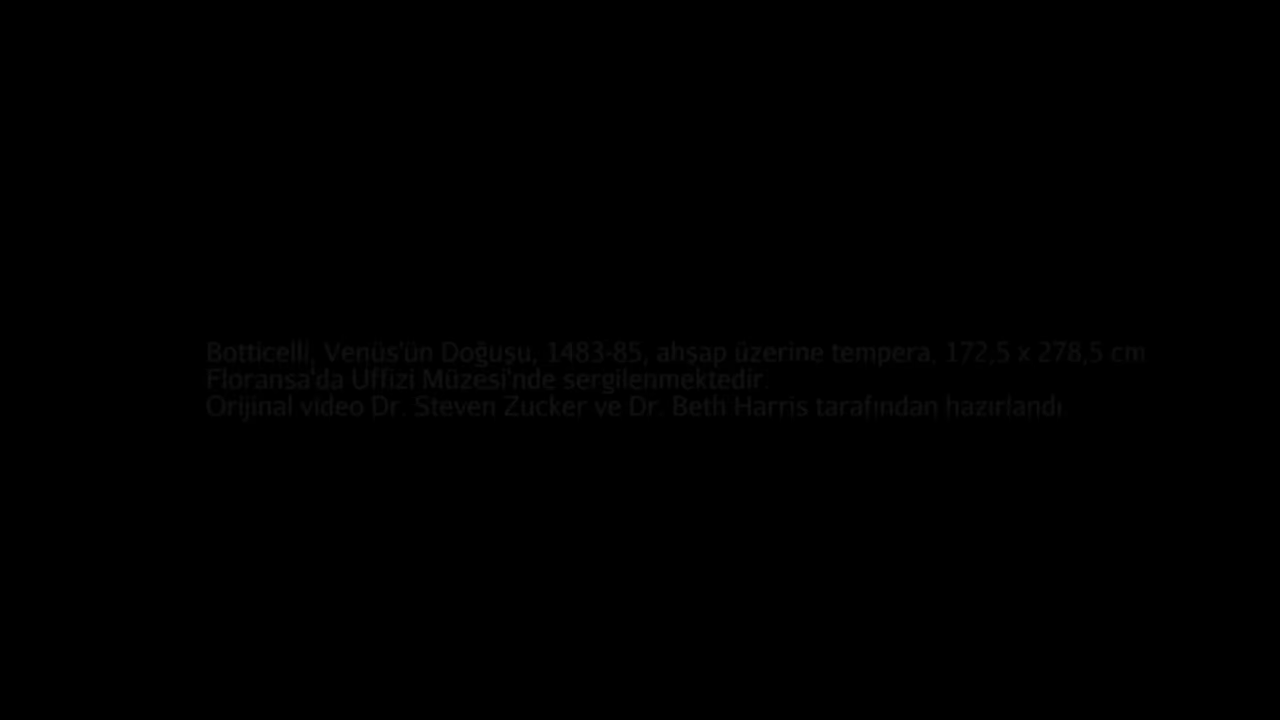 Botticelli, Venüs'ün Doğuşu, 1483-85, ahşap üzerine tempera, 172,5 x 278,5 cm
Floransa'da Uffizi Müzesi'nde sergilenmektedir.
Orijinal video Dr. Steven Zucker ve Dr. Beth Harris tarafından hazırlandı.